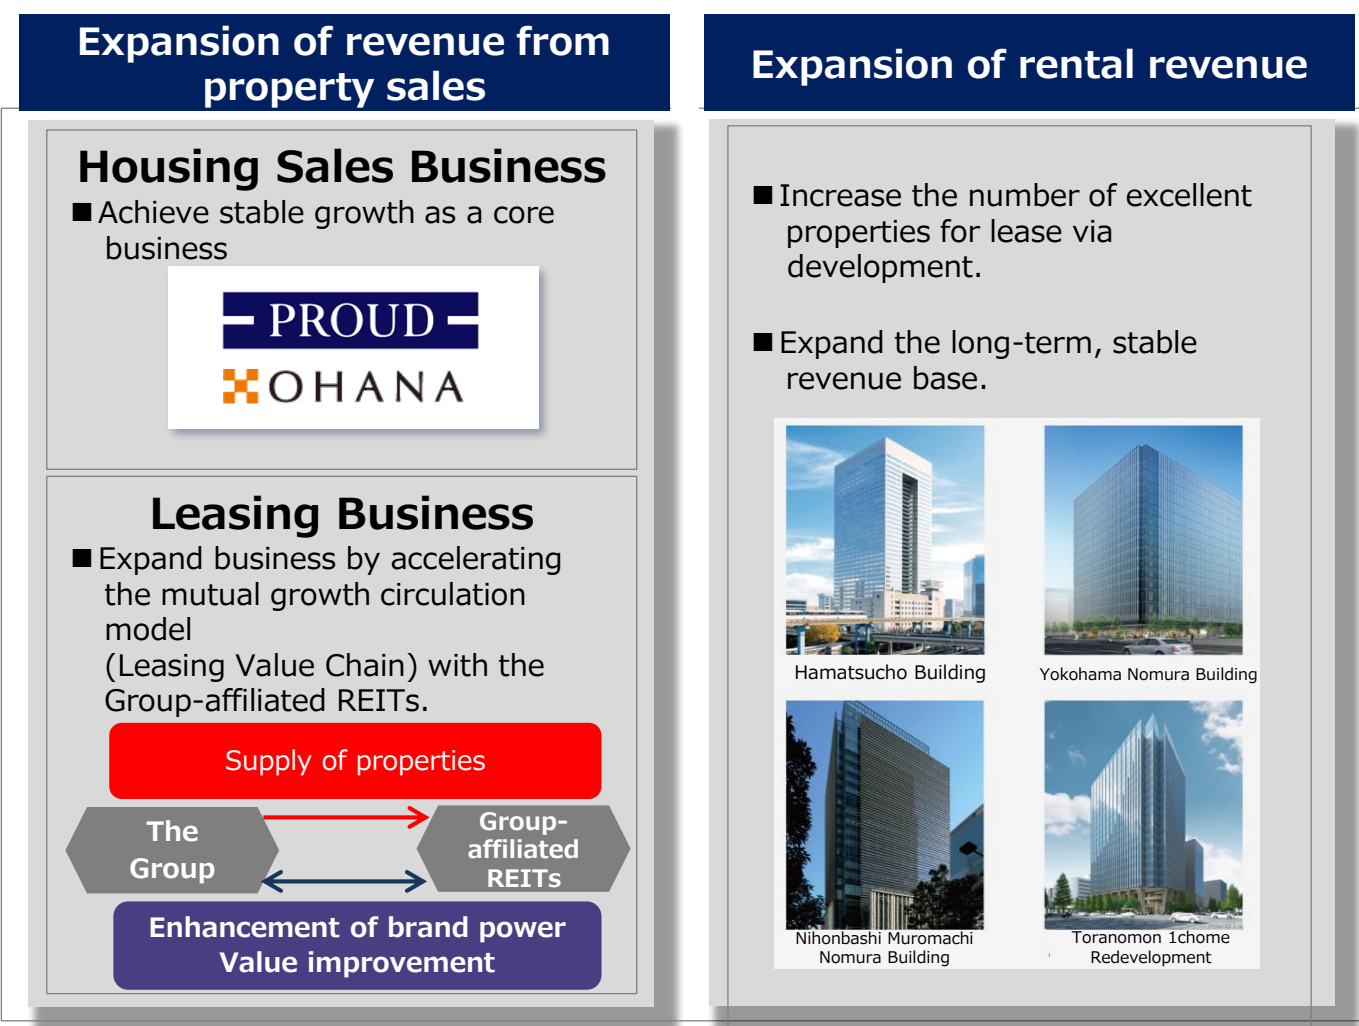 Expansion of revenue from
property sales
Housing Sales Business
■ Achieve stable growth as a core
business
PROUD
OHANA
Leasing Business
■ Expand business by accelerating
the mutual growth circulation
model
(Leasing Value Chain) with the
Group-affiliated REITs.
Supply of properties
The
Group
Group-
affiliated
REITs
Enhancement of brand power
Value improvement
Expansion of rental revenue
■ Increase the number of excellent
properties for lease via
development.
■ Expand the long-term, stable
revenue base.
Hamatsucho Building
Yokohama Nomura Building
Nihonbashi Muromachi
Nomura Building
Toranomon 1chome
Redevelopment